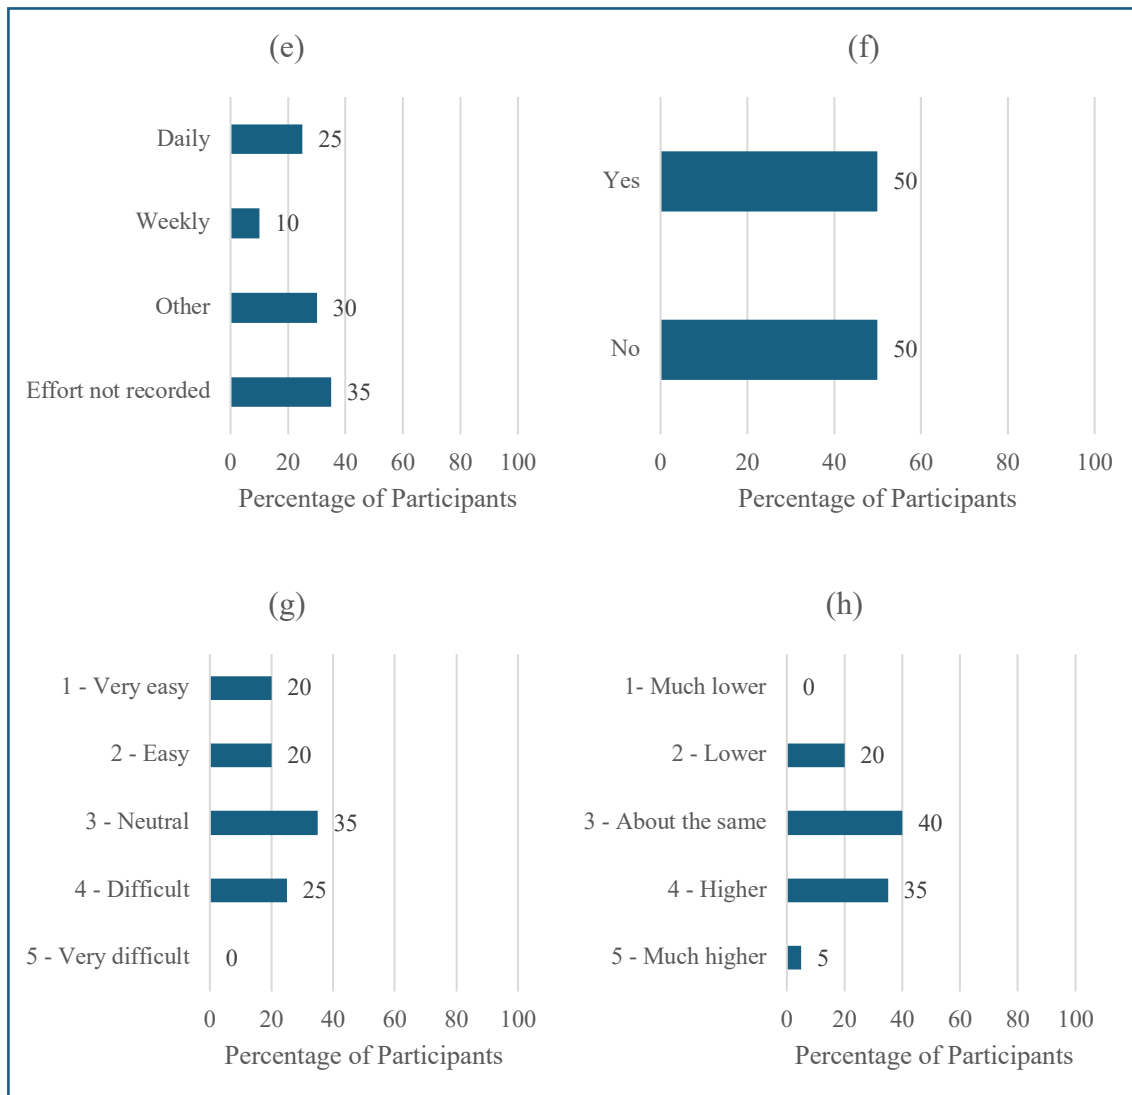 (e)
Daily 25
Weekly 10
Other 30
Effort not recorded 35
0 20 40 60 80 100
Percentage of Participants
(f)
Yes 50
No 50
0 20 40 60 80 100
Percentage of Participants
(g)
1 - Very easy 20
2 - Easy 20
3 - Neutral 35
4 - Difficult 25
5 - Very difficult 0
0 20 40 60 80 100
Percentage of Participants
(h)
1- Much lower 0
2 - Lower 20
3 - About the same 40
4 - Higher 35
5 - Much higher 5
0 20 40 60 80 100
Percentage of Participants